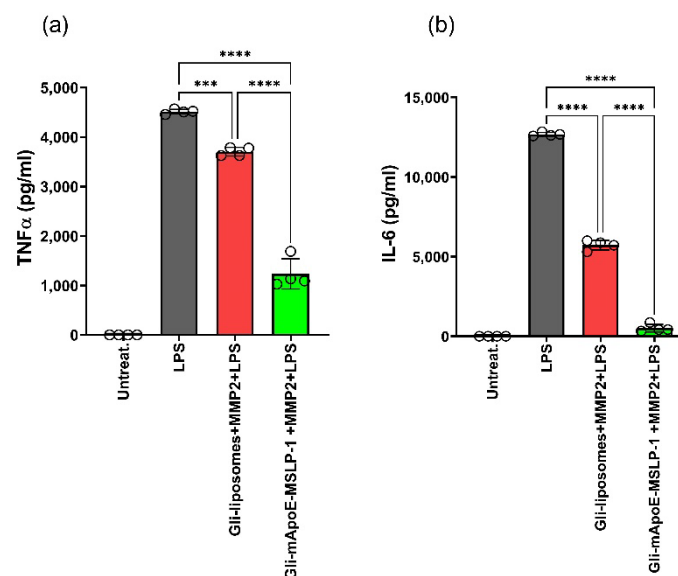 (a)
(b)
****
*** ****
5,000
4,000
3,000
2,000
1,000
0
TNFα (pg/ml)
Untreat.
LPS
Gli-liposomes+MMP2+LPS
Gli-mApoE-MSLP-1 +MMP2+LPS
****
**** ****
15,000
10,000
5,000
0
IL-6 (pg/ml)
Untreat.
LPS
Gli-liposomes+MMP2+LPS
Gli-mApoE-MSLP-1 +MMP2+LPS